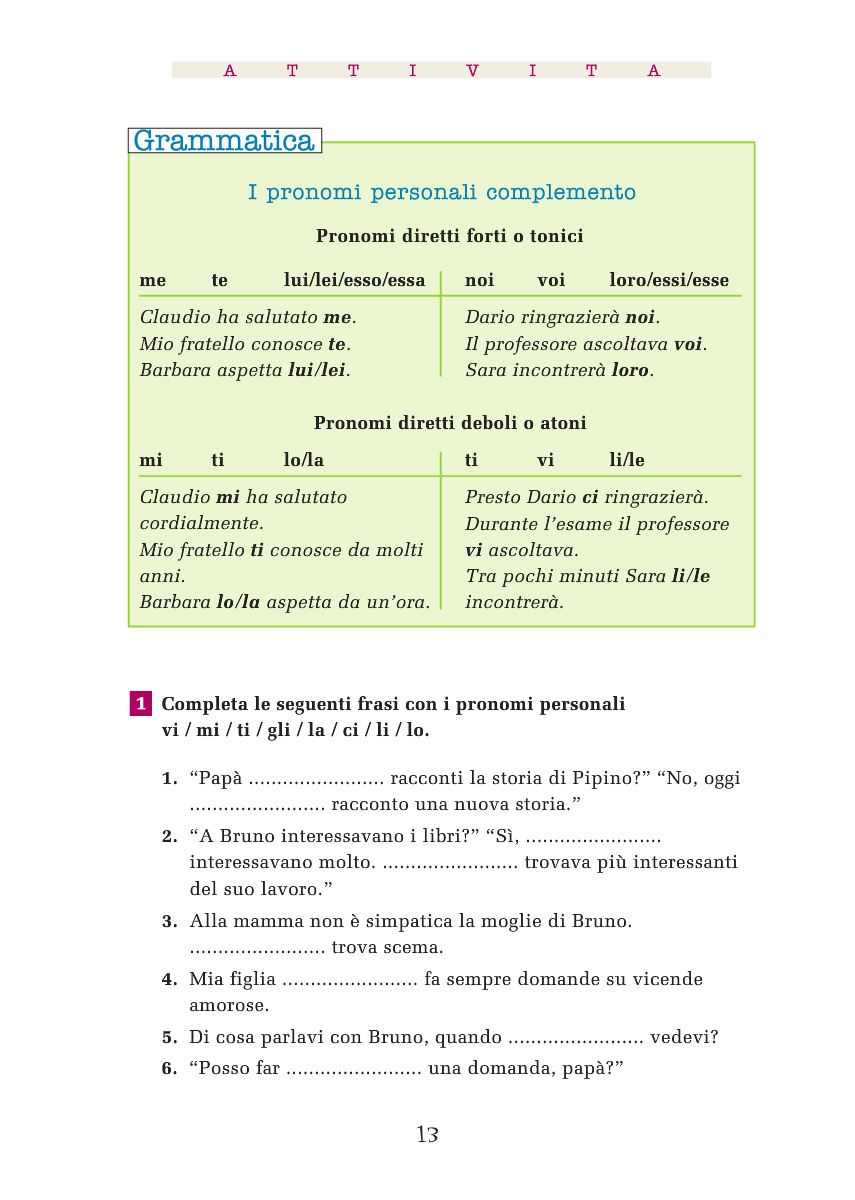 A T T I V I T A
Grammatica
I pronomi personali complemento
Pronomi diretti forti o tonici
me te lui/lei/esso/essa noi voi loro/essi/esse
Claudio ha salutato me.
Mio fratello conosce te.
Barbara aspetta lui/lei.
Dario ringrazierà noi.
Il professore ascoltava voi.
Sara incontrerà loro.
Pronomi diretti deboli o atoni
mi ti lo/la ti vi li/le
Claudio mi ha salutato
cordialmente.
Mio fratello ti conosce da molti
anni.
Barbara lo/la aspetta da un’ora.
Presto Dario ci ringrazierà.
Durante l’esame il professore
vi ascoltava.
Tra pochi minuti Sara li/le
incontrerà.
1 Completa le seguenti frasi con i pronomi personali
vi / mi / ti / gli / la / ci / li / lo.
1. “Papà ........................ racconti la storia di Pipino?” “No, oggi
........................ racconto una nuova storia.”
2. “A Bruno interessavano i libri?” “Sì, ........................
interessavano molto. ........................ trovava più interessanti
del suo lavoro.”
3. Alla mamma non è simpatica la moglie di Bruno.
........................ trova scema.
4. Mia figlia ........................ fa sempre domande su vicende
amorose.
5. Di cosa parlavi con Bruno, quando ........................ vedevi?
6. “Posso far ........................ una domanda, papà?”
13